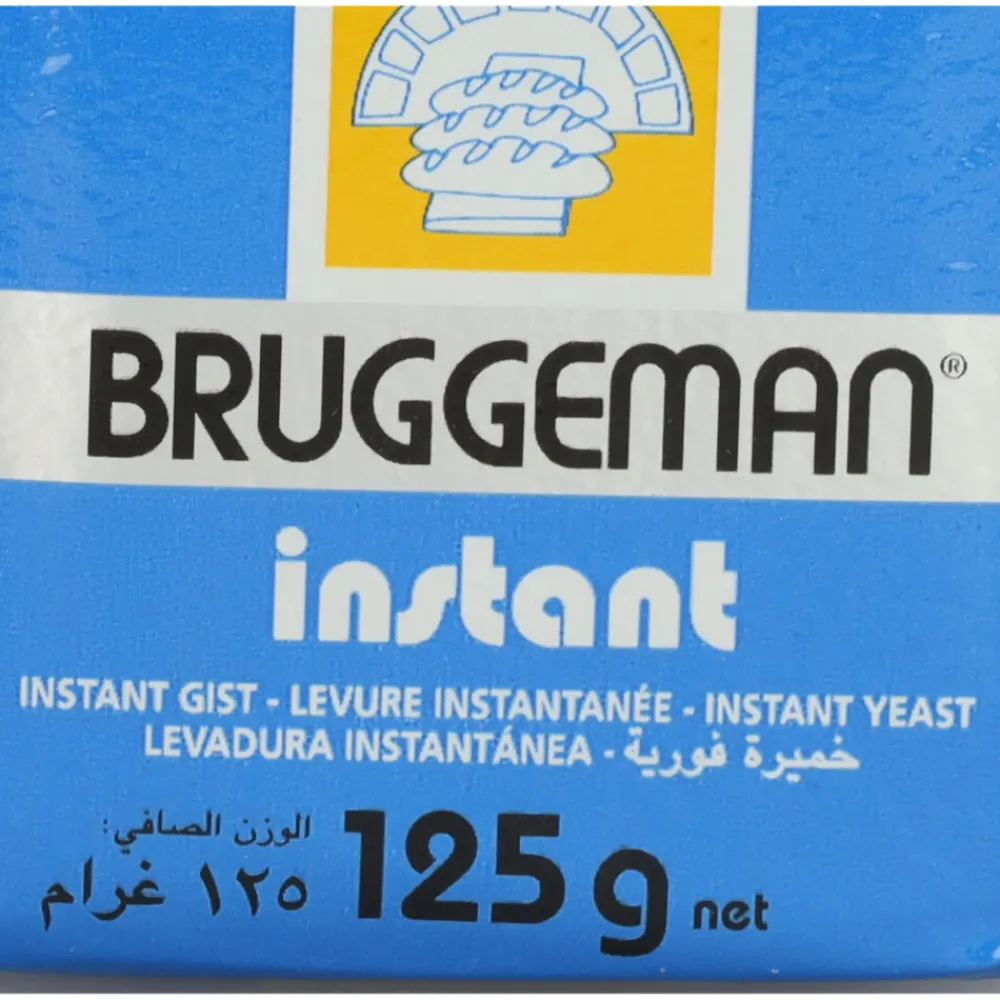 BRUGGEMAN®
instant
INSTANT GIST - LEVURE INSTANTANÉE - INSTANT YEAST
LEVADURA INSTANTÁNEA - خميرة فورية
الوزن الصافي:
١٢٥ غرام
125 g net